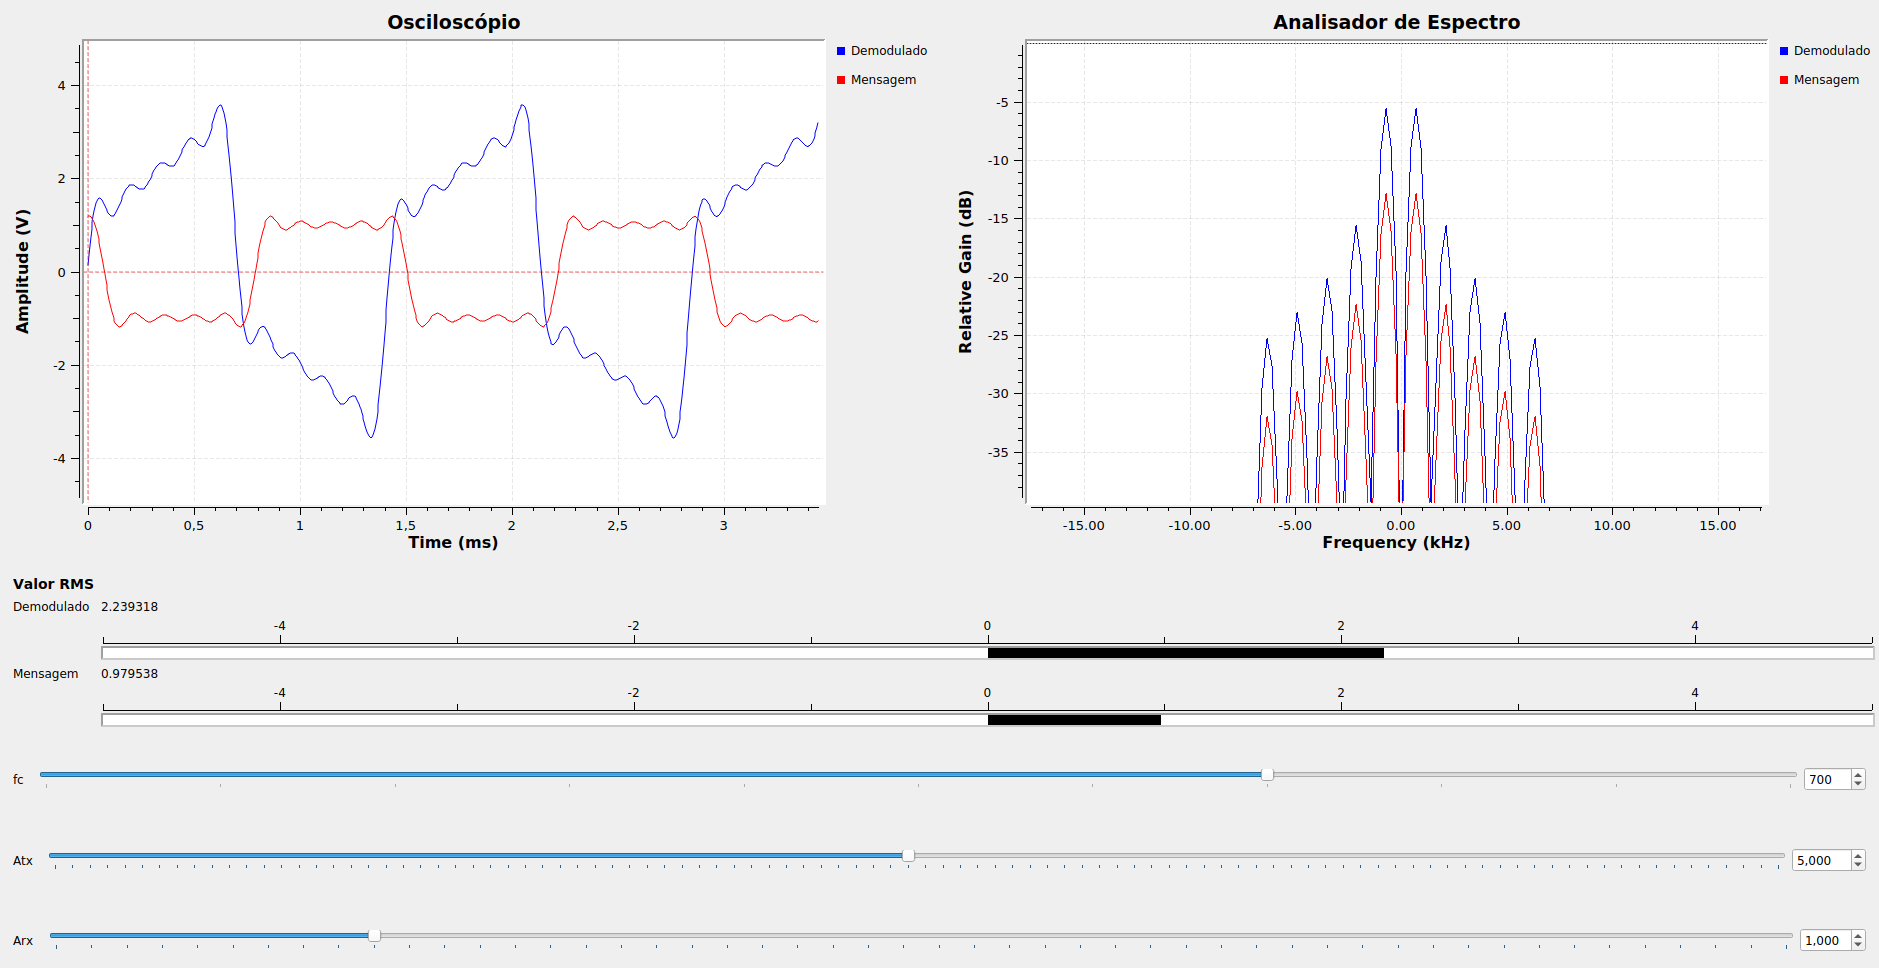 Osciloscópio
Demodulado
Mensagem
Amplitude (V)
4
2
0
-2
-4
0 0,5 1 1,5 2 2,5 3
Time (ms)
Analisador de Espectro
Demodulado
Mensagem
Relative Gain (dB)
-5
-10
-15
-20
-25
-30
-35
-15.00 -10.00 -5.00 0.00 5.00 10.00 15.00
Frequency (kHz)
Valor RMS
Demodulado 2.239318
-4 -2 0 2 4
Mensagem 0.979538
-4 -2 0 2 4
fc 700
Atx 5,000
Arx 1,000